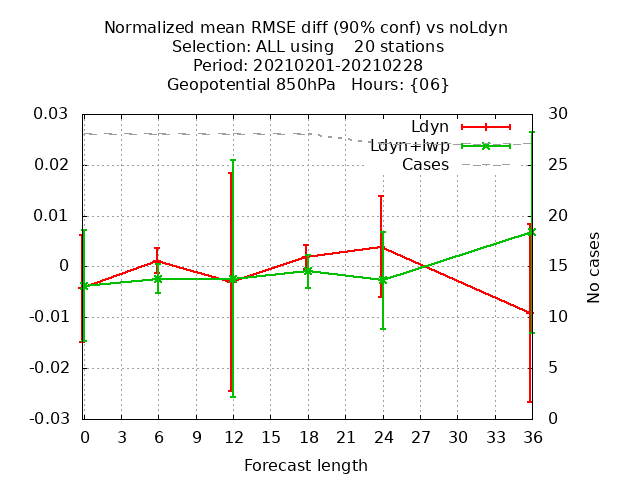 Normalized mean RMSE diff (90% conf) vs noLdyn
Selection: ALL using    20 stations
Period: 20210201-20210228
Geopotential 850hPa   Hours: {06}
0.03
0.02
0.01
0
-0.01
-0.02
-0.03
30
25
20
15
10
5
0
Ldyn
Ldyn+lwp
Cases
No cases
0 3 6 9 12 15 18 21 24 27 30 33 36
Forecast length